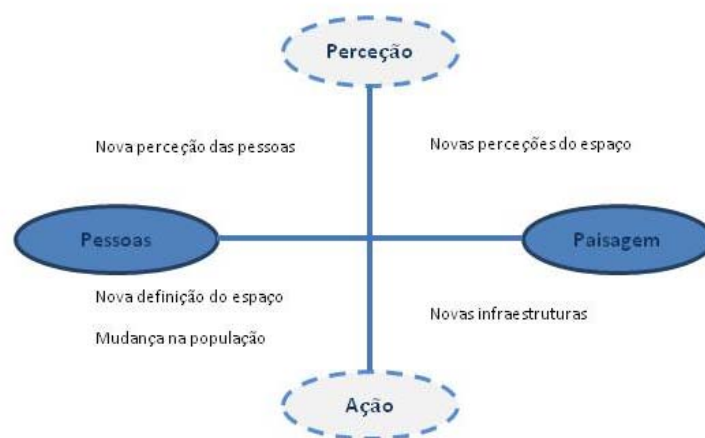 Perceção
Nova perceção das pessoas
Novas perceções do espaço
Pessoas
Paisagem
Nova definição do espaço
Novas infraestruturas
Mudança na população
Ação